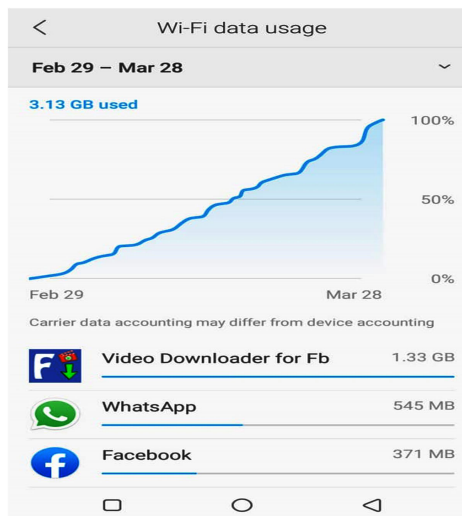 Wi-Fi data usage
Feb 29 – Mar 28
3.13 GB used
100%
50%
0%
Feb 29 Mar 28
Carrier data accounting may differ from device accounting
Video Downloader for Fb 1.33 GB
WhatsApp 545 MB
Facebook 371 MB